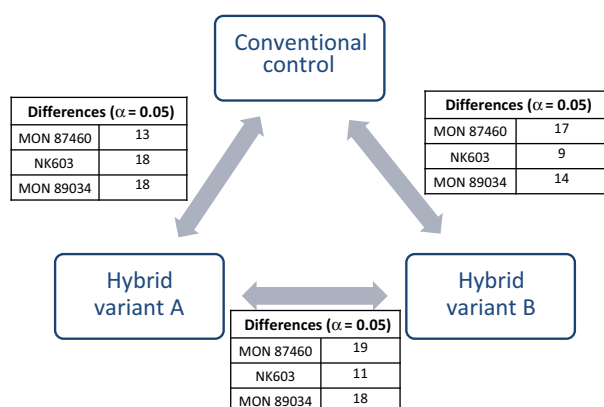 Conventional
control
Differences (α = 0.05)
MON 87460 13
NK603 18
MON 89034 18
Differences (α = 0.05)
MON 87460 17
NK603 9
MON 89034 14
Hybrid
variant A
Hybrid
variant B
Differences (α = 0.05)
MON 87460 19
NK603 11
MON 89034 18